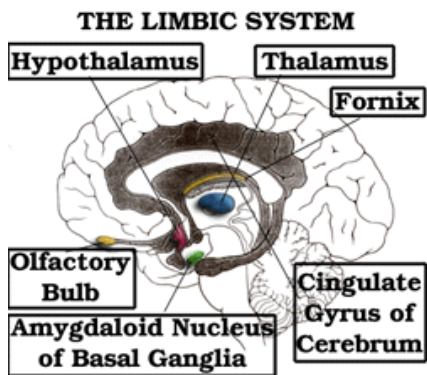 THE LIMBIC SYSTEM
Hypothalamus
Thalamus
Fornix
Olfactory
Bulb
Amygdaloid Nucleus
of Basal Ganglia
Cingulate
Gyrus of
Cerebrum